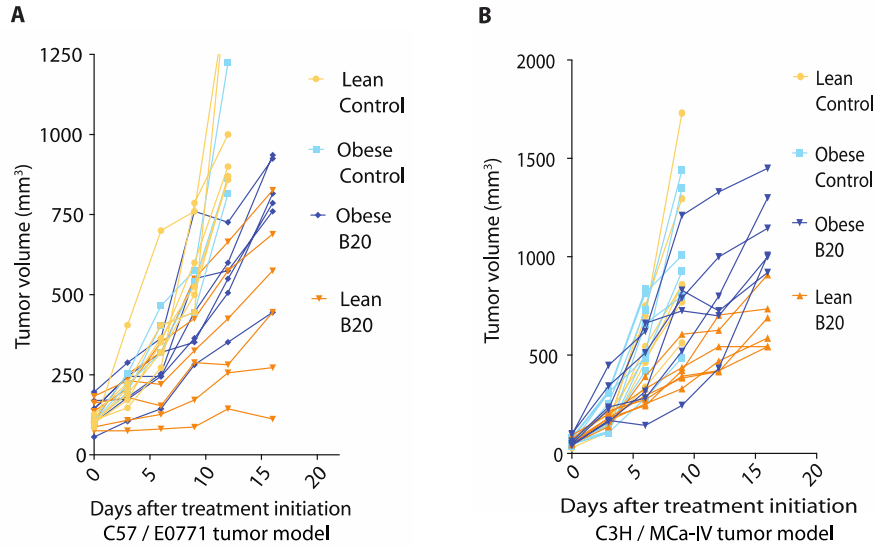 A
Tumor volume (mm³)
1250
1000
750
500
250
0
0
5
10
15
20
Days after treatment initiation
C57 / E0771 tumor model
Lean
Control
Obese
Control
Obese
B20
Lean
B20
B
Tumor volume (mm³)
2000
1500
1000
500
0
0
5
10
15
20
Days after treatment initiation
C3H / MCa-IV tumor model
Lean
Control
Obese
Control
Obese
B20
Lean
B20